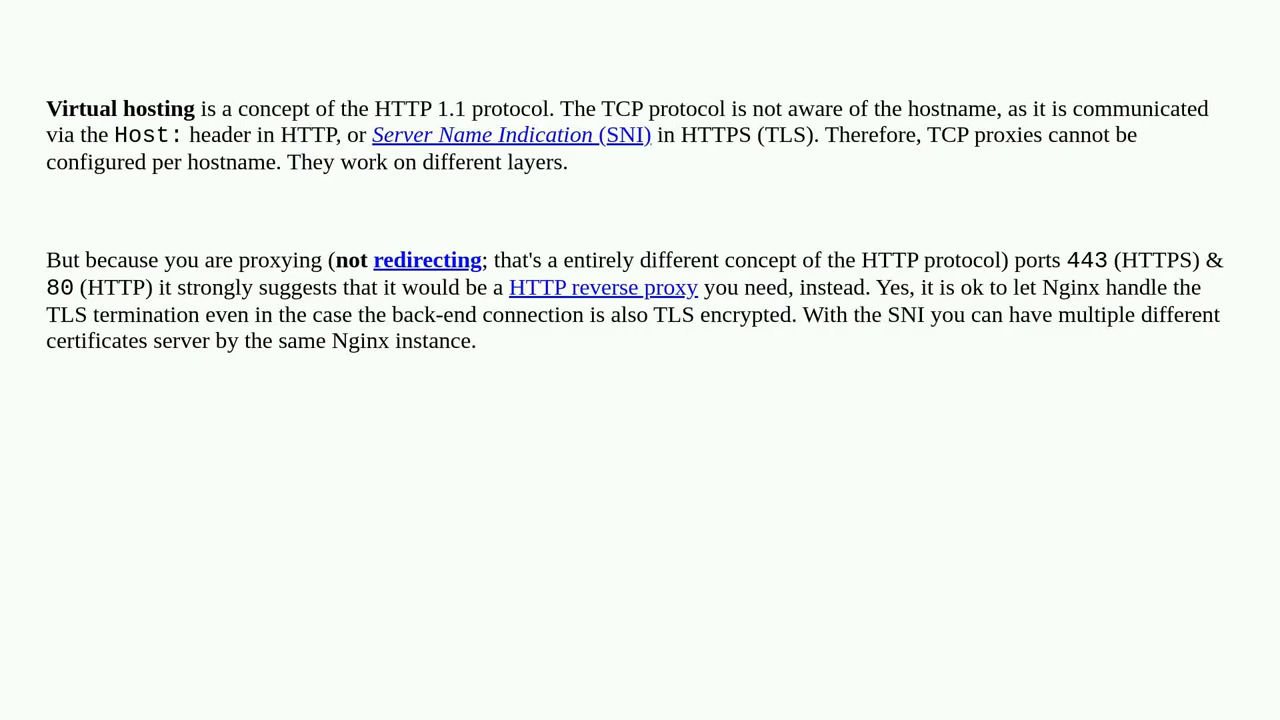 Virtual hosting is a concept of the HTTP 1.1 protocol. The TCP protocol is not aware of the hostname, as it is communicated
via the Host: header in HTTP, or Server Name Indication (SNI) in HTTPS (TLS). Therefore, TCP proxies cannot be
configured per hostname. They work on different layers.
But because you are proxying (not redirecting; that's a entirely different concept of the HTTP protocol) ports 443 (HTTPS) &
80 (HTTP) it strongly suggests that it would be a HTTP reverse proxy you need, instead. Yes, it is ok to let Nginx handle the
TLS termination even in the case the back-end connection is also TLS encrypted. With the SNI you can have multiple different
certificates server by the same Nginx instance.